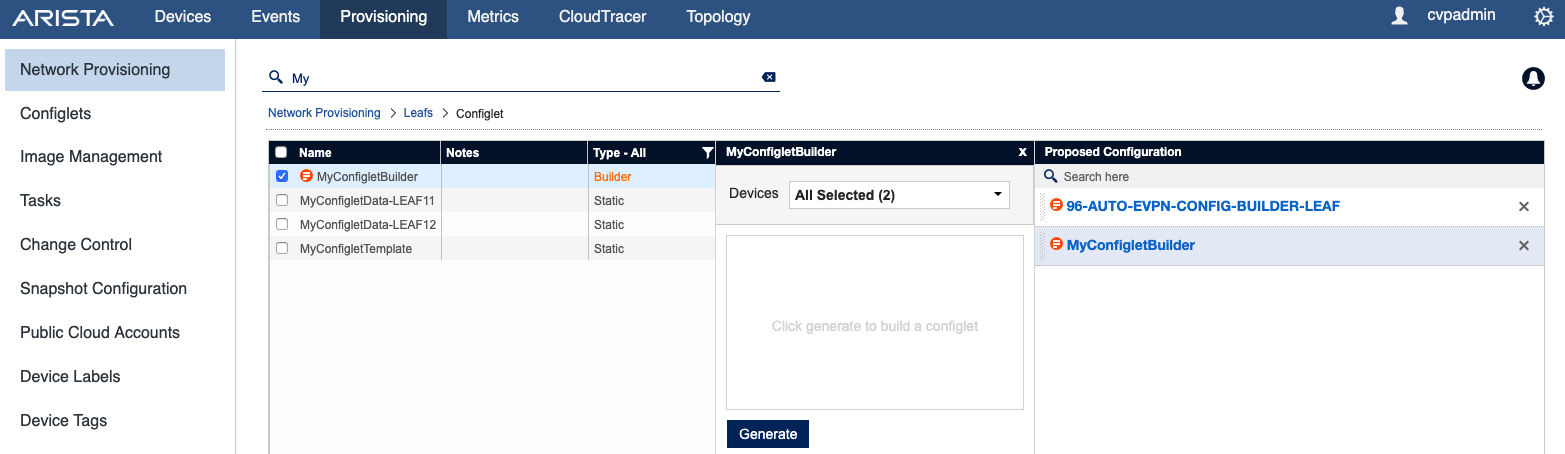 ARISTA Devices Events Provisioning Metrics CloudTracer Topology cvpadmin
Network Provisioning
Configlets
Image Management
Tasks
Change Control
Snapshot Configuration
Public Cloud Accounts
Device Labels
Device Tags
My
Network Provisioning > Leafs > Configlet
Name Notes Type - All
MyConfigletBuilder Builder
MyConfigletData-LEAF11 Static
MyConfigletData-LEAF12 Static
MyConfigletTemplate Static
MyConfigletBuilder x
Devices All Selected (2)
Click generate to build a configlet
Generate
Proposed Configuration
Search here
96-AUTO-EVPN-CONFIG-BUILDER-LEAF
MyConfigletBuilder